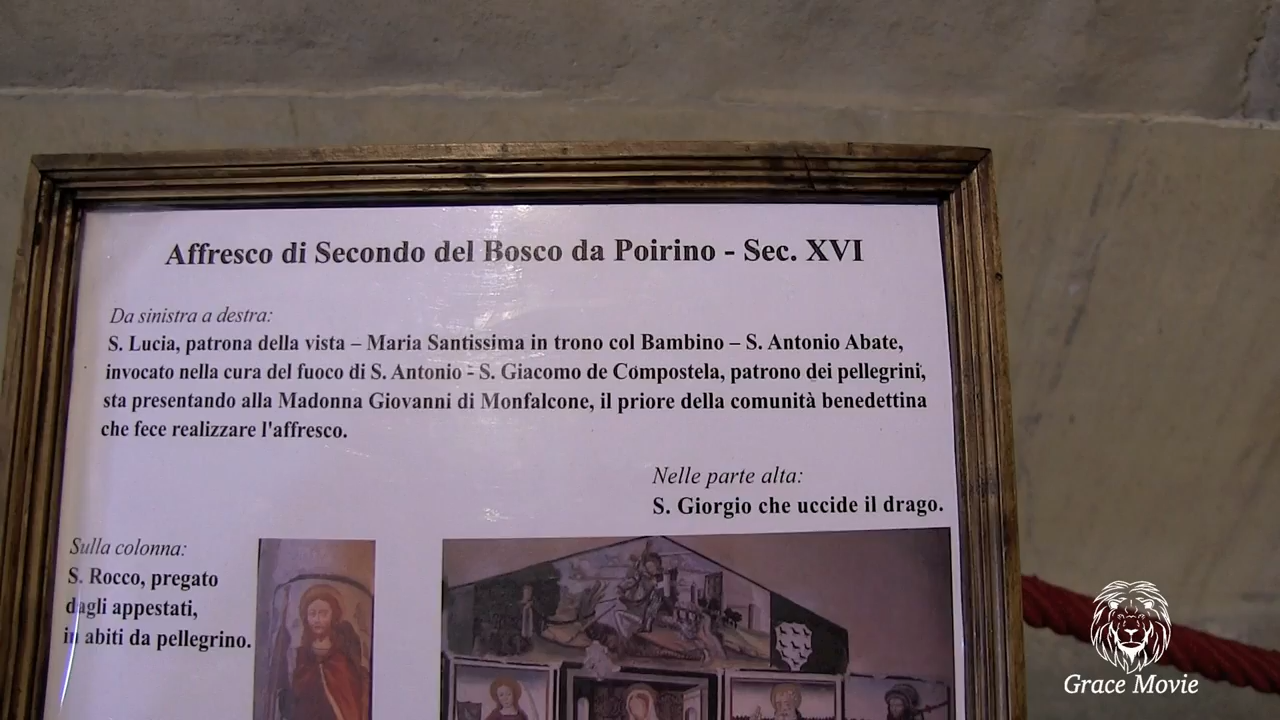 Affresco di Secondo del Bosco da Poirino - Sec. XVI
Da sinistra a destra:
S. Lucia, patrona della vista – Maria Santissima in trono col Bambino – S. Antonio Abate,
invocato nella cura del fuoco di S. Antonio - S. Giacomo de Compostela, patrono dei pellegrini,
sta presentando alla Madonna Giovanni di Monfalcone, il priore della comunità benedettina
che fece realizzare l'affresco.
Nelle parte alta:
S. Giorgio che uccide il drago.
Sulla colonna:
S. Rocco, pregato
dagli appestati,
in abiti da pellegrino.
Grace Movie